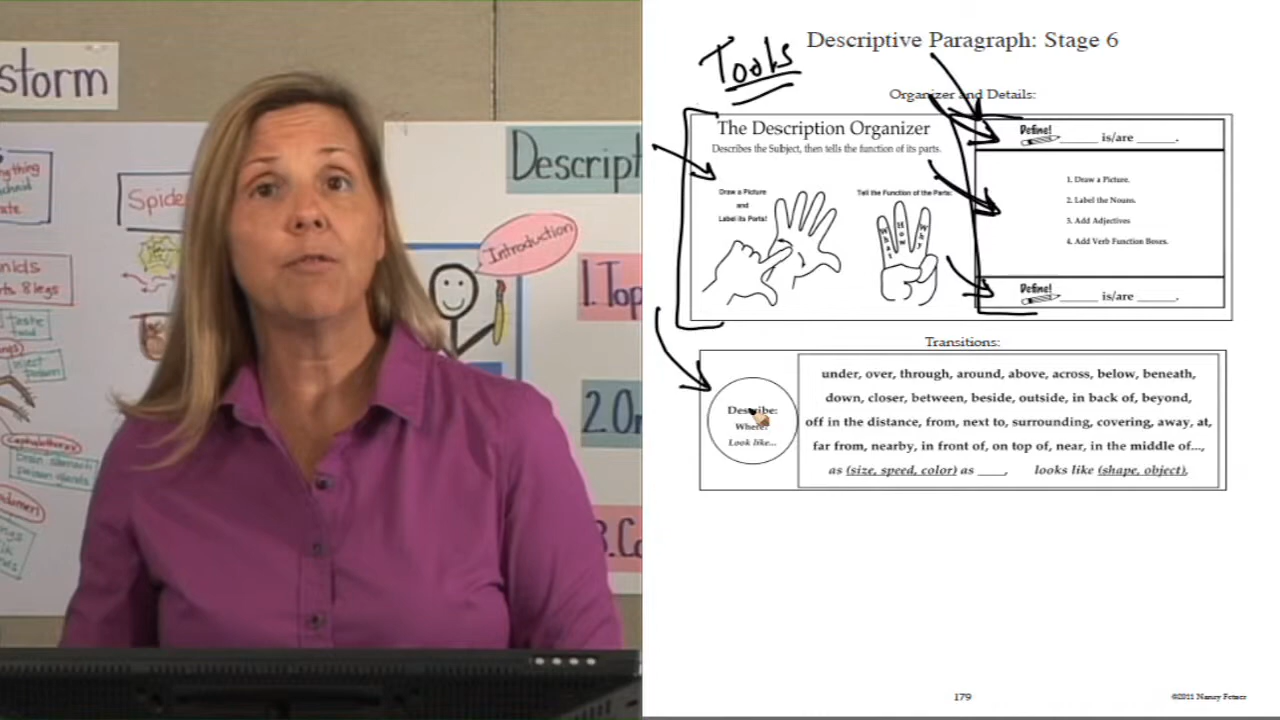 storm
Descript
Spide
Introduction
1.Top
8 legs
inject
2.Or
3.Co
Tools
Descriptive Paragraph: Stage 6
Organizer and Details:
The Description Organizer
Describes the Subject, then tells the function of its parts.
Draw a Picture
and
Label its Parts!
Tell the Function of the Parts:
What
How
Why
Define! ______ is/are ______.
1. Draw a Picture.
2. Label the Nouns.
3. Add Adjectives
4. Add Verb Function Boxes.
Define! ______ is/are ______.
Transitions:
Describe:
Where?
Look like...
under, over, through, around, above, across, below, beneath,
down, closer, between, beside, outside, in back of, beyond,
off in the distance, from, next to, surrounding, covering, away, at,
far from, nearby, in front of, on top of, near, in the middle of...,
as (size, speed, color) as ____,   looks like (shape, object),
179
©2011 Nancy Fetzer